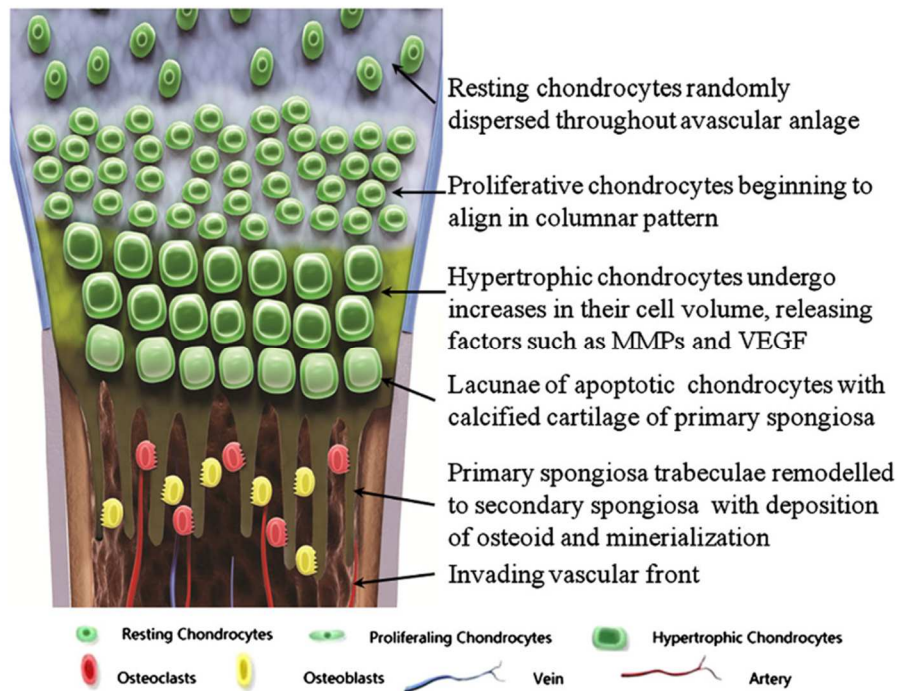 Resting chondrocytes randomly
dispersed throughout avascular anlage
Proliferative chondrocytes beginning to
align in columnar pattern
Hypertrophic chondrocytes undergo
increases in their cell volume, releasing
factors such as MMPs and VEGF
Lacunae of apoptotic chondrocytes with
calcified cartilage of primary spongiosa
Primary spongiosa trabeculae remodelled
to secondary spongiosa with deposition
of osteoid and minerialization
Invading vascular front
Resting Chondrocytes
Proliferaling Chondrocytes
Hypertrophic Chondrocytes
Osteoclasts
Osteoblasts
Vein
Artery